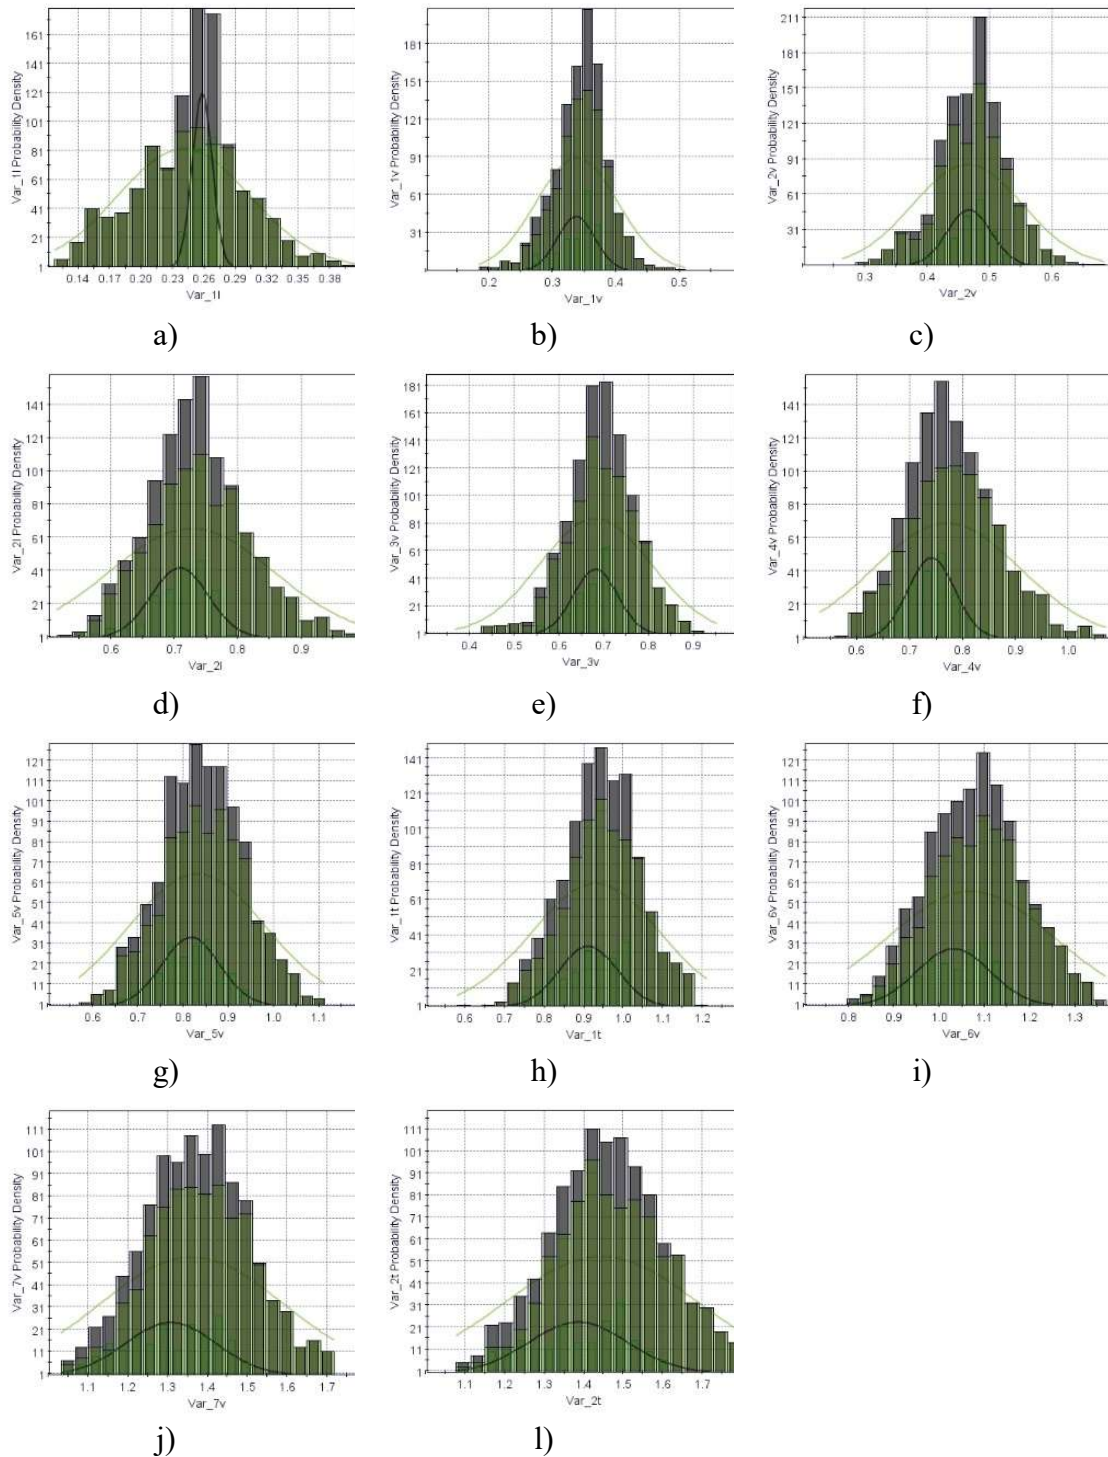 161
141
121
101
81
61
41
21
1
Var_1l Probability Density
0.14 0.17 0.20 0.23 0.26 0.29 0.32 0.35 0.38
Var_1l
a)
181
151
121
91
61
31
Var_1v Probability Density
0.2 0.3 0.4 0.5
Var_1v
b)
211
181
151
121
91
61
31
Var_2v Probability Density
0.3 0.4 0.5 0.6
Var_2v
c)
141
121
101
81
61
41
21
1
Var_2l Probability Density
0.6 0.7 0.8 0.9
Var_2l
d)
181
161
141
121
101
81
61
41
21
1
Var_3v Probability Density
0.4 0.5 0.6 0.7 0.8 0.9
Var_3v
e)
141
121
101
81
61
41
21
1
Var_4v Probability Density
0.6 0.7 0.8 0.9 1.0
Var_4v
f)
121
111
101
91
81
71
61
51
41
31
21
11
1
Var_5v Probability Density
0.6 0.7 0.8 0.9 1.0 1.1
Var_5v
g)
141
121
101
81
61
41
21
1
Var_1t Probability Density
0.6 0.7 0.8 0.9 1.0 1.1 1.2
Var_1t
h)
121
111
101
91
81
71
61
51
41
31
21
11
1
Var_6v Probability Density
0.8 0.9 1.0 1.1 1.2 1.3
Var_6v
i)
111
101
91
81
71
61
51
41
31
21
11
1
Var_7v Probability Density
1.1 1.2 1.3 1.4 1.5 1.6 1.7
Var_7v
j)
111
101
91
81
71
61
51
41
31
21
11
1
Var_2t Probability Density
1.1 1.2 1.3 1.4 1.5 1.6 1.7
Var_2t
l)